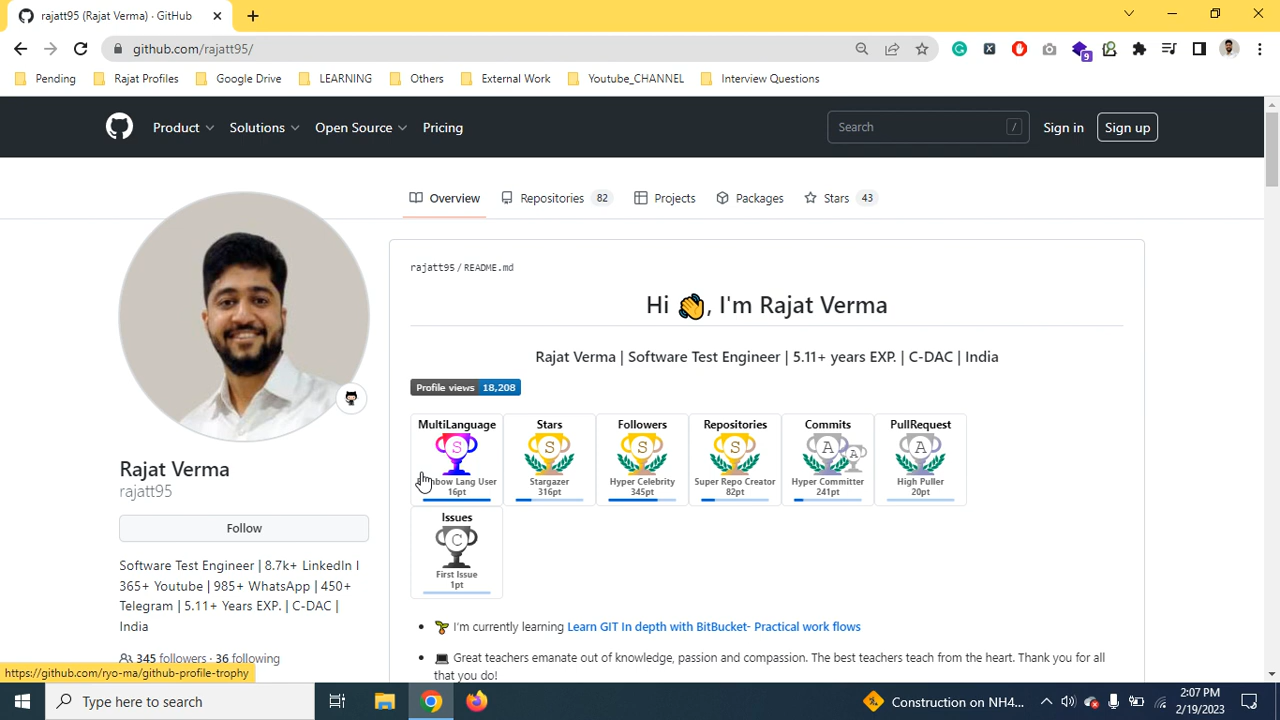 rajatt95 (Rajat Verma) · GitHub
github.com/rajatt95/
9
Pending
Rajat Profiles
Google Drive
LEARNING
Others
External Work
Youtube_CHANNEL
Interview Questions
Product
Solutions
Open Source
Pricing
Search /
Sign in
Sign up
Overview
Repositories 82
Projects
Packages
Stars 43
rajatt95/README.md
Hi 👋, I'm Rajat Verma
Rajat Verma | Software Test Engineer | 5.11+ years EXP. | C-DAC | India
Profile views 18,208
MultiLanguage
S
Lang User
16pt
Stars
S
Stargazer
316pt
Followers
S
Hyper Celebrity
345pt
Repositories
S
Super Repo Creator
82pt
Commits
A A
Hyper Committer
241pt
PullRequest
A
High Puller
20pt
Issues
C
First Issue
1pt
Rajat Verma
rajatt95
Follow
Software Test Engineer | 8.7k+ LinkedIn I
365+ Youtube | 985+ WhatsApp | 450+
Telegram | 5.11+ Years EXP. | C-DAC |
India
345 followers · 36 following
• 🌱 I'm currently learning Learn GIT In depth with BitBucket- Practical work flows
• 💻 Great teachers emanate out of knowledge, passion and compassion. The best teachers teach from the heart. Thank you for all
that you do!
https://github.com/ryo-ma/github-profile-trophy
Type here to search
Construction on NH4...
2:07 PM
2/19/2023